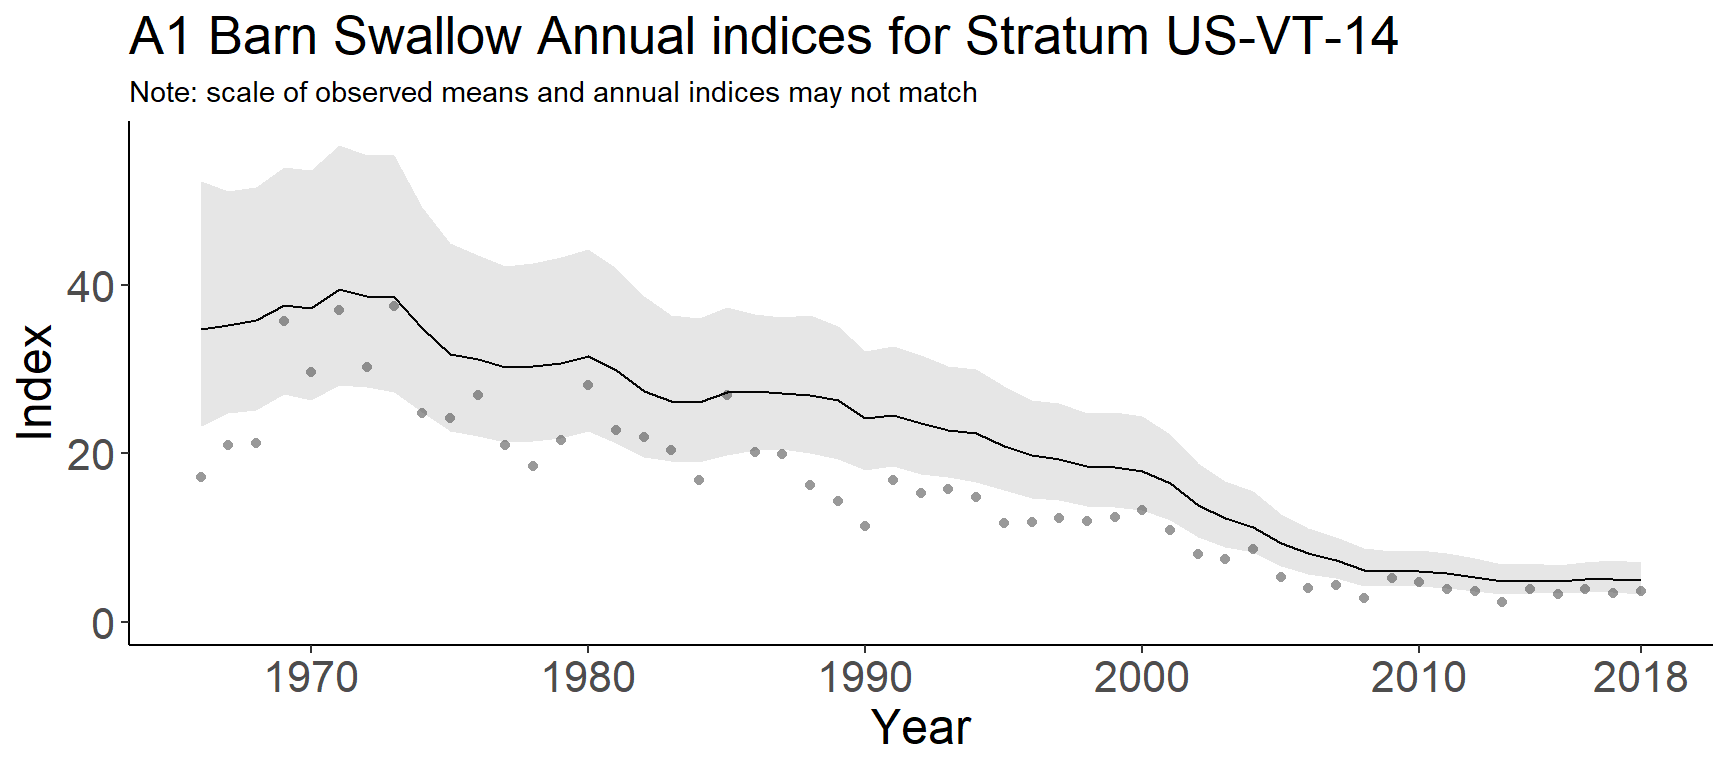 A1 Barn Swallow Annual indices for Stratum US-VT-14
Note: scale of observed means and annual indices may not match
Index
40
20
0
1970 1980 1990 2000 2010 2018
Year